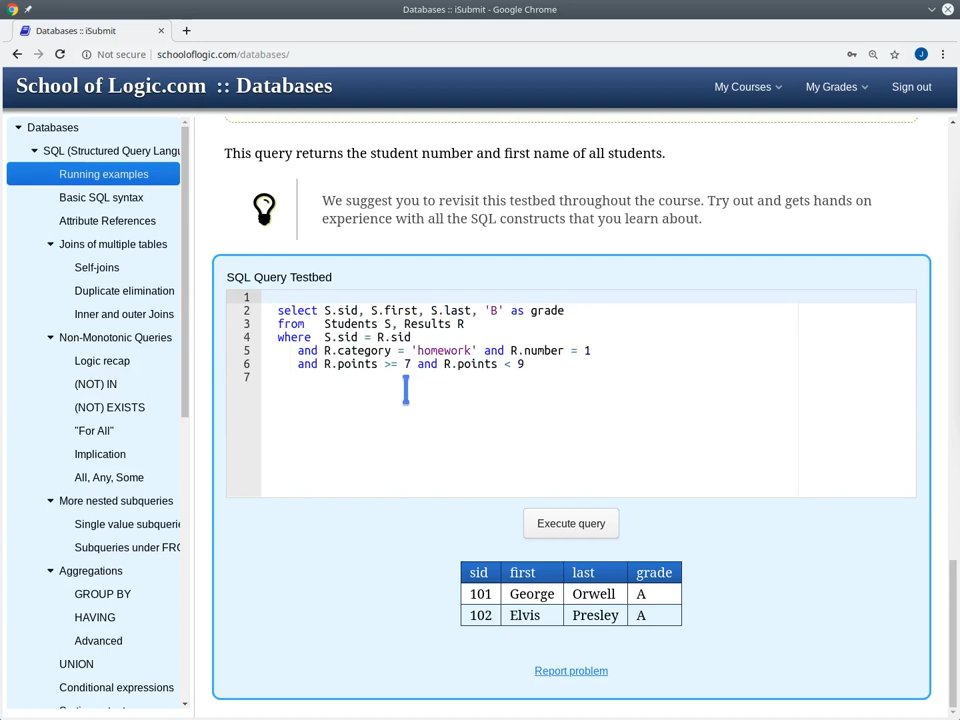 Databases :: iSubmit - Google Chrome
Databases :: iSubmit
Not secure | schooloflogic.com/databases/
J
School of Logic.com :: Databases
My Courses
My Grades
Sign out
Databases
SQL (Structured Query Langu
Running examples
Basic SQL syntax
Attribute References
Joins of multiple tables
Self-joins
Duplicate elimination
Inner and outer Joins
Non-Monotonic Queries
Logic recap
(NOT) IN
(NOT) EXISTS
"For All"
Implication
All, Any, Some
More nested subqueries
Single value subquerie
Subqueries under FRO
Aggregations
GROUP BY
HAVING
Advanced
UNION
Conditional expressions
This query returns the student number and first name of all students.
We suggest you to revisit this testbed throughout the course. Try out and gets hands on
experience with all the SQL constructs that you learn about.
SQL Query Testbed
1
2 select S.sid, S.first, S.last, 'B' as grade
3 from Students S, Results R
4 where S.sid = R.sid
5 and R.category = 'homework' and R.number = 1
6 and R.points >= 7 and R.points < 9
7
Execute query
sid first last grade
101 George Orwell A
102 Elvis Presley A
Report problem